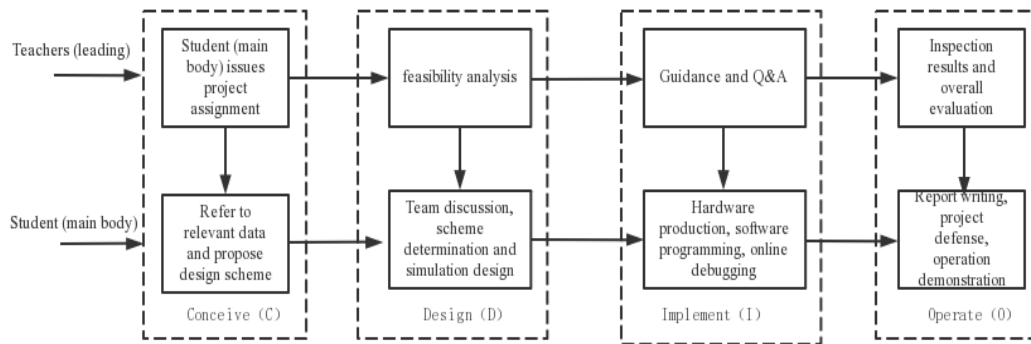 Teachers (leading)
Student (main
body) issues
project
assignment
feasibility analysis
Guidance and Q&A
Inspection
results and
overall
evaluation
Student (main body)
Refer to
relevant data
and propose
design scheme
Team discussion,
scheme
determination and
simulation design
Hardware
production, software
programming, online
debugging
Report writing,
project
defense,
operation
demonstration
Conceive (C)
Design (D)
Implement (I)
Operate (O)